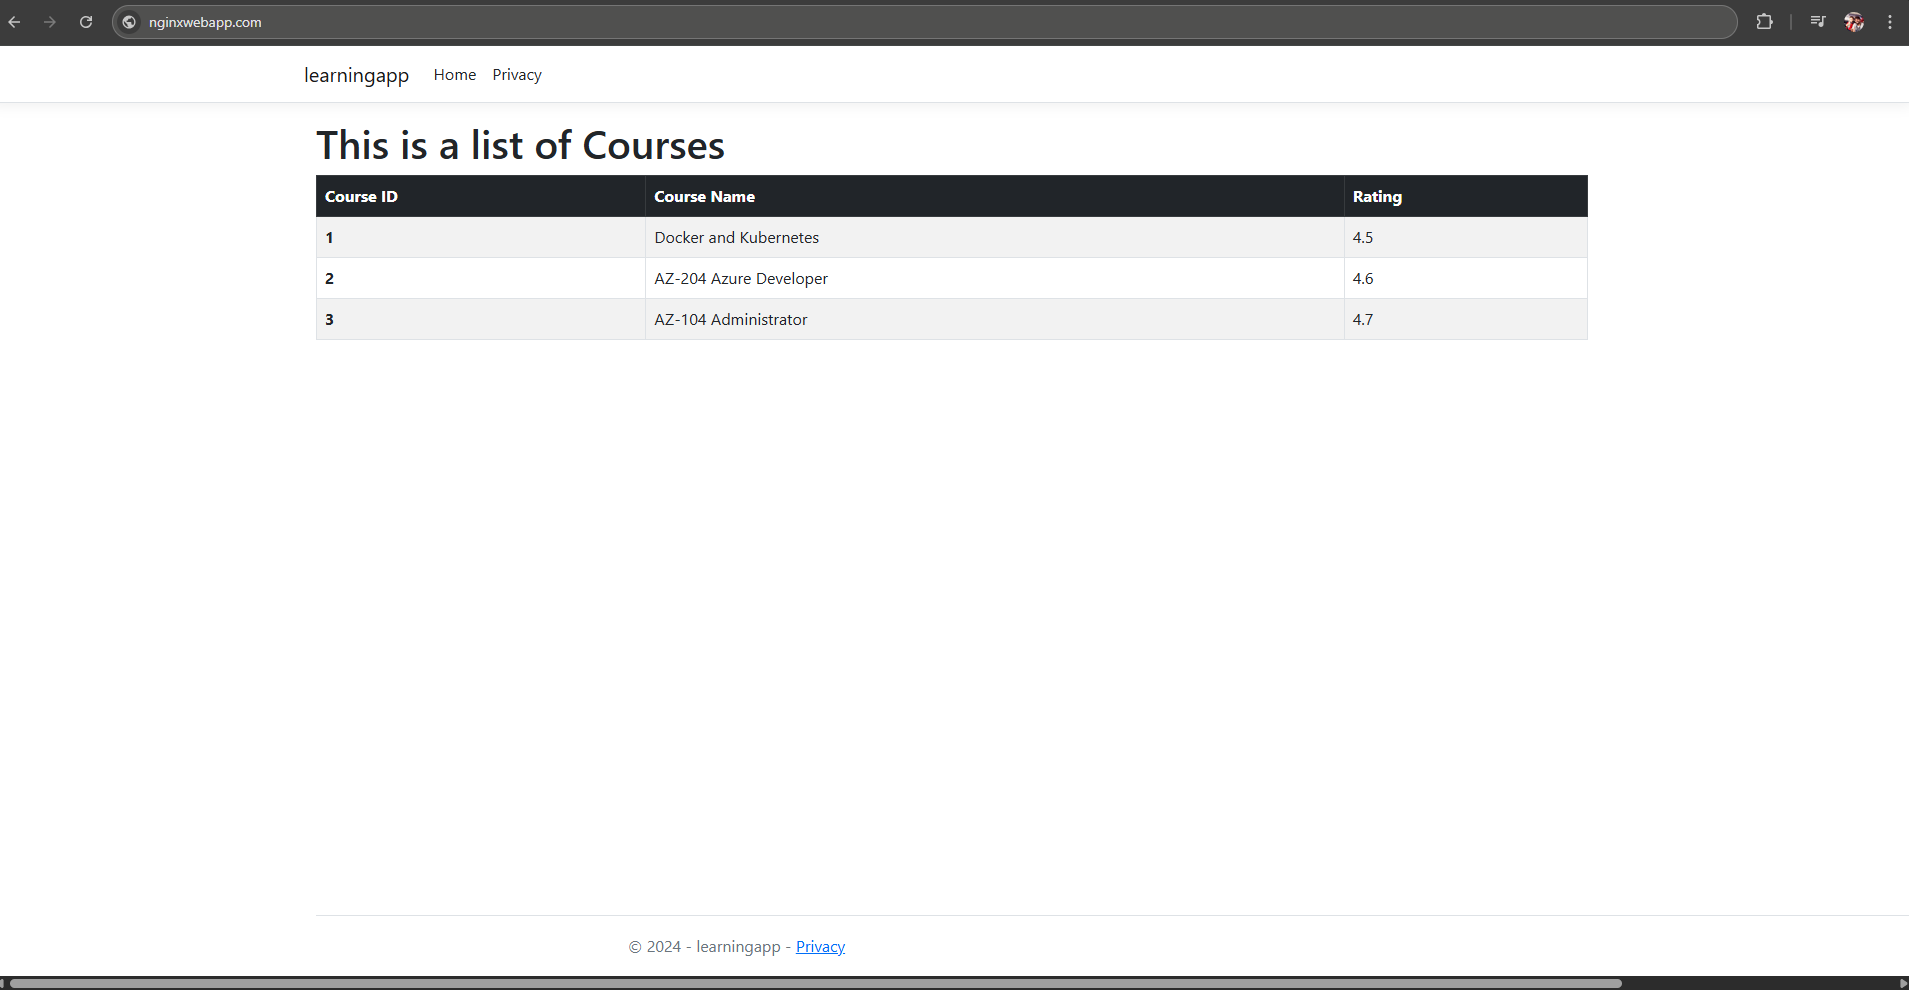 nginxwebapp.com
learningapp Home Privacy
This is a list of Courses
Course ID Course Name Rating
1 Docker and Kubernetes 4.5
2 AZ-204 Azure Developer 4.6
3 AZ-104 Administrator 4.7
© 2024 - learningapp - Privacy